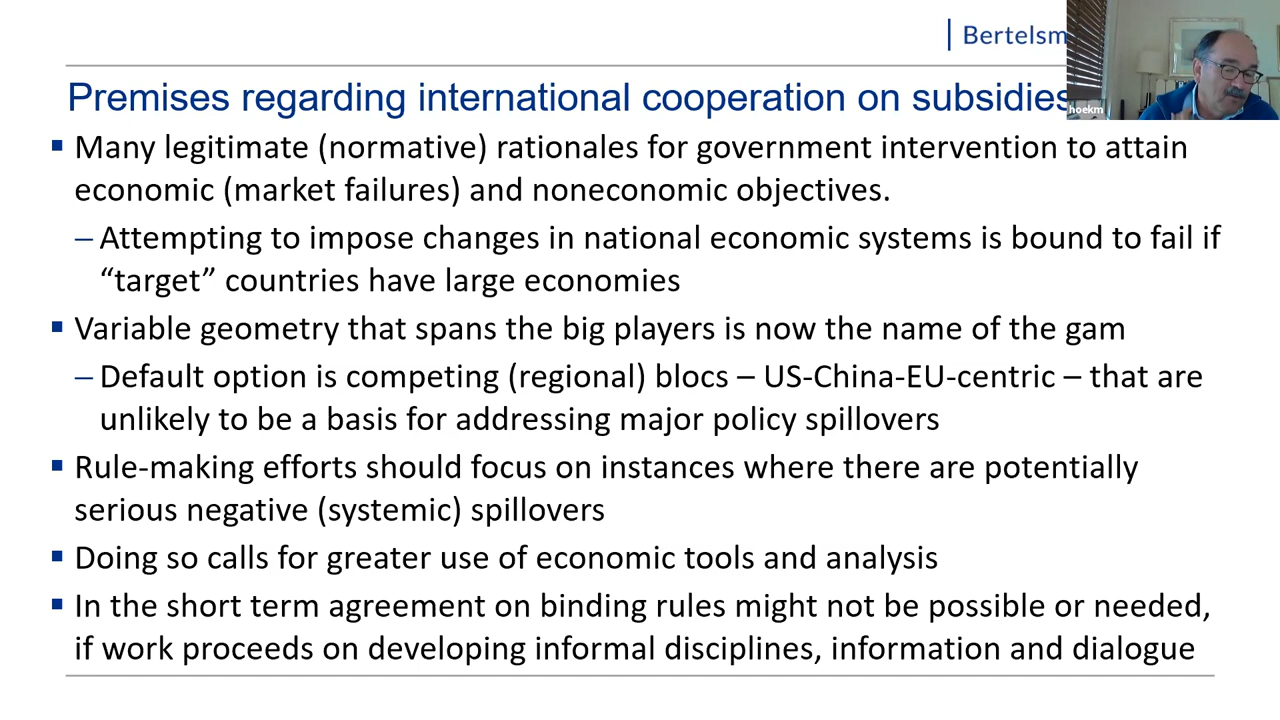 Bertelsm
Premises regarding international cooperation on subsidies
hoekm
▪ Many legitimate (normative) rationales for government intervention to attain
economic (market failures) and noneconomic objectives.
– Attempting to impose changes in national economic systems is bound to fail if
“target” countries have large economies
▪ Variable geometry that spans the big players is now the name of the gam
– Default option is competing (regional) blocs – US-China-EU-centric – that are
unlikely to be a basis for addressing major policy spillovers
▪ Rule-making efforts should focus on instances where there are potentially
serious negative (systemic) spillovers
▪ Doing so calls for greater use of economic tools and analysis
▪ In the short term agreement on binding rules might not be possible or needed,
if work proceeds on developing informal disciplines, information and dialogue